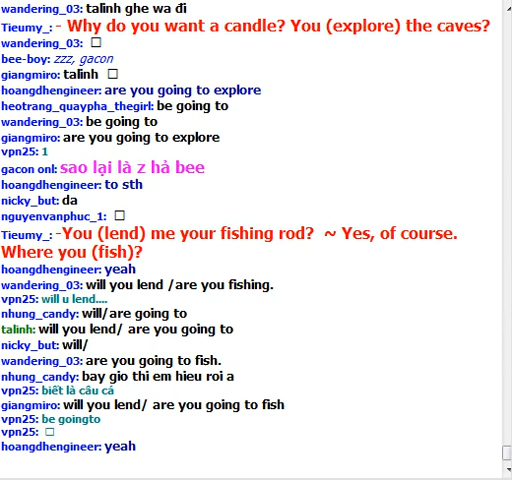 wandering_03: talinh ghe wa đi
Tieumy_: - Why do you want a candle? You (explore) the caves?
wandering_03: □
bee-boy: zzz, gacon
giangmiro: talinh □
hoangdhengineer: are you going to explore
heotrang_quaypha_thegirl: be going to
wandering_03: be going to
giangmiro: are you going to explore
vpn25: 1
gacon onl: sao lại là z hả bee
hoangdhengineer: to sth
nicky_but: da
nguyenvanphuc_1: □
Tieumy_: -You (lend) me your fishing rod? ~ Yes, of course.
Where you (fish)?
hoangdhengineer: yeah
wandering_03: will you lend /are you fishing.
vpn25: will u lend....
nhung_candy: will/are going to
talinh: will you lend/ are you going to
nicky_but: will/
wandering_03: are you going to fish.
nhung_candy: bay gio thi em hieu roi a
vpn25: biết là câu cá
giangmiro: will you lend/ are you going to fish
vpn25: be goingto
vpn25: □
hoangdhengineer: yeah